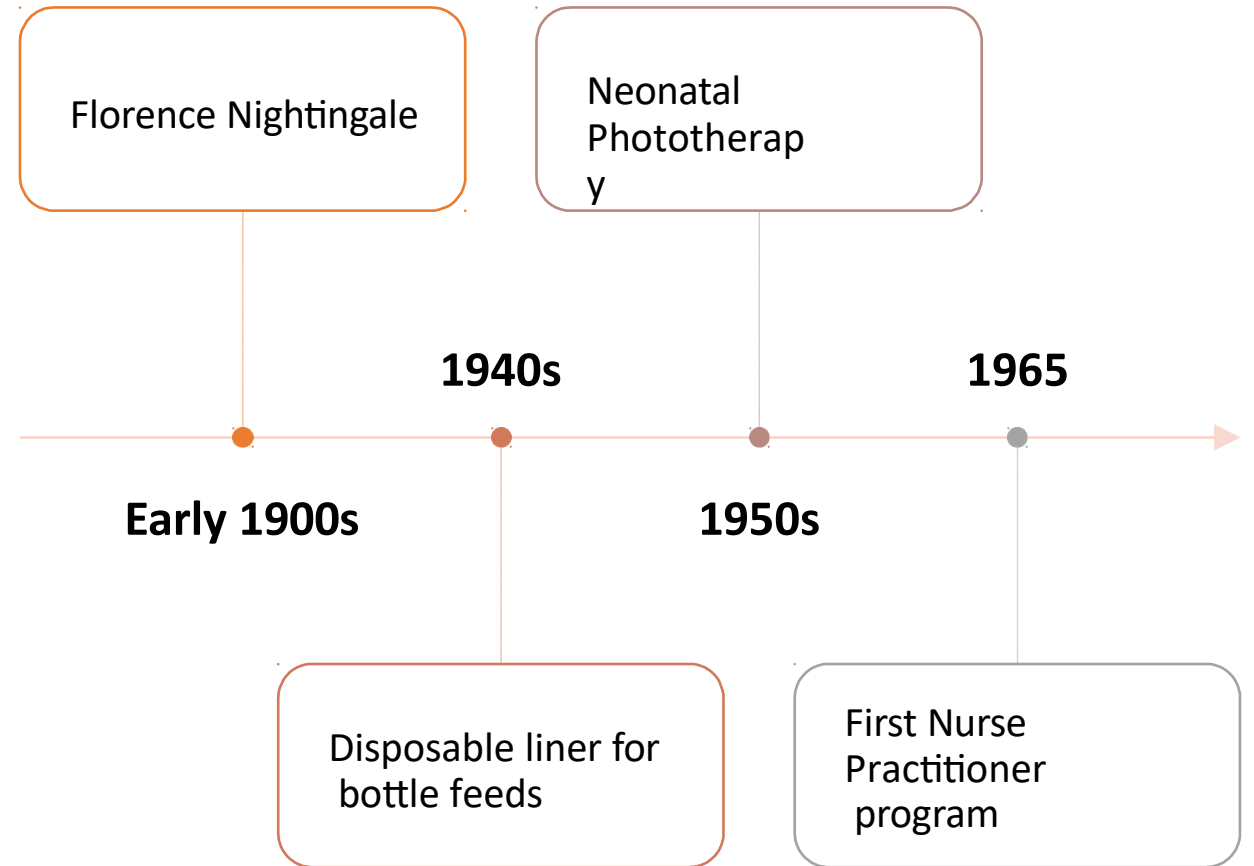 Florence Nightingale
Neonatal
Phototherap
y
1940s
1965
Early 1900s
1950s
Disposable liner for
bottle feeds
First Nurse
Practitioner
program